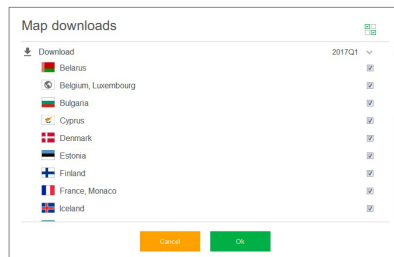 Map downloads
Download 2017Q1
Belarus
Belgium, Luxembourg
Bulgaria
Cyprus
Denmark
Estonia
Finland
France, Monaco
Iceland
Cancel Ok